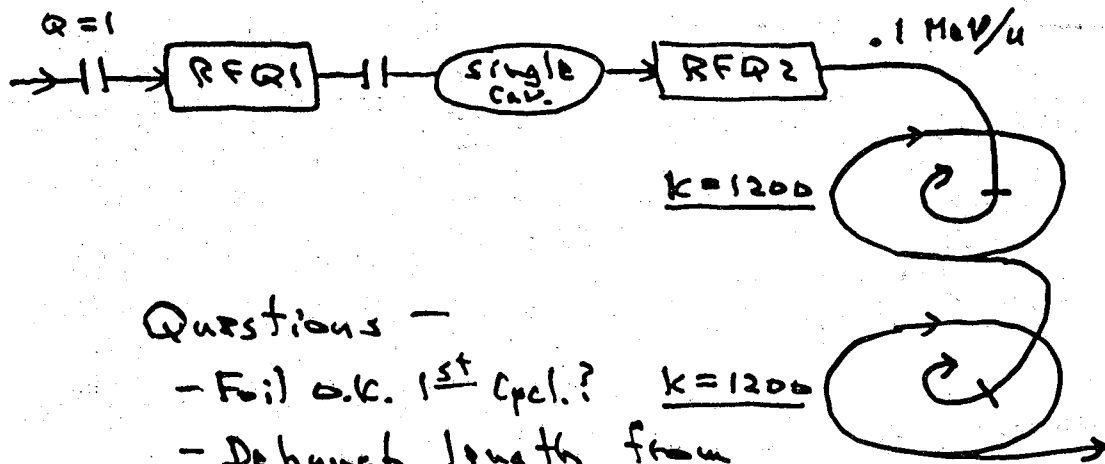 Q = 1
RFQ1
single cav.
RFQ2
.1 MeV/u
K = 1200
Questions —
- Foil o.k. 1st Cycl.?
K = 1200
- Debunch length from